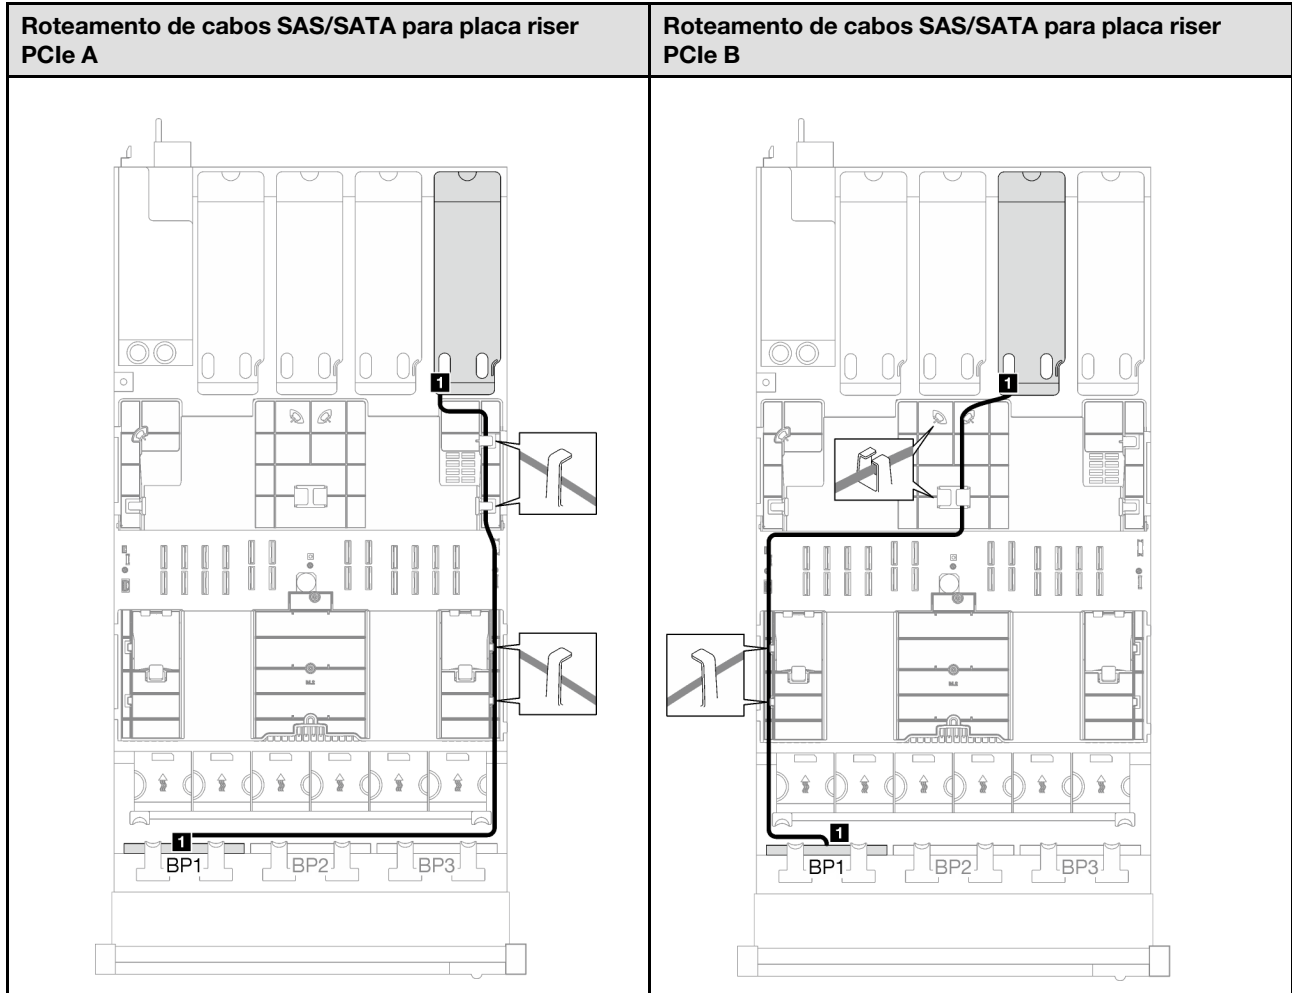 Roteamento de cabos SAS/SATA para placa riser
PCIe A
Roteamento de cabos SAS/SATA para placa riser
PCIe B
1
1
BP1
BP2
BP3
1
1
BP1
BP2
BP3